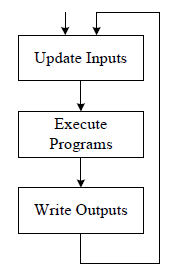 Update Inputs
Execute
Programs
Write Outputs